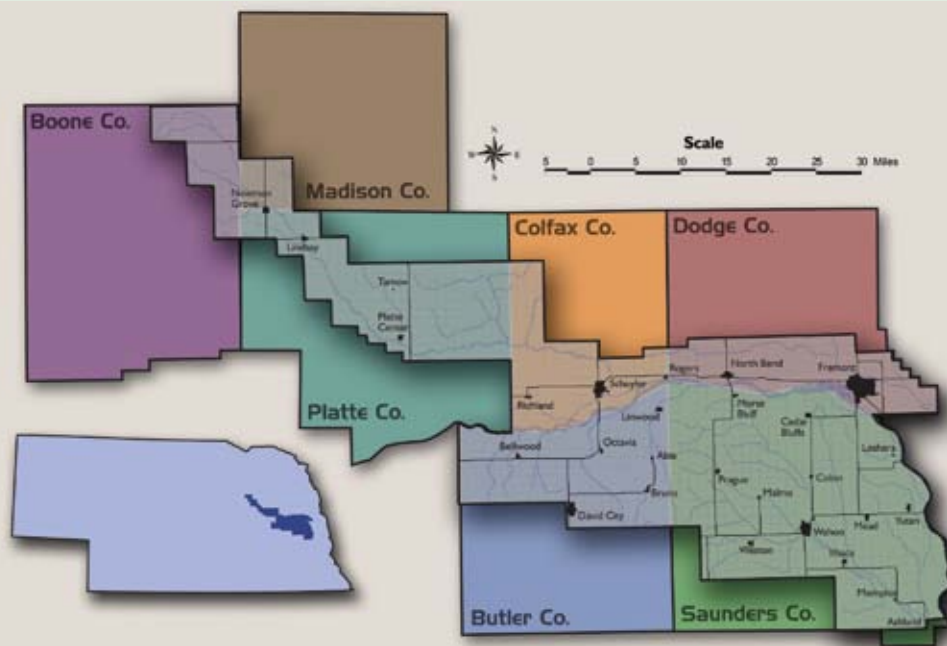 Boone Co.
Madison Co.
N
W E
S
Scale
5 0 5 10 15 20 25 30 Miles
Newman
Grove
Lindsay
Colfax Co.
Dodge Co.
Tarnov
Platte
Center
Platte Co.
Schuyler
Rogers
North Bend
Fremont
Richland
Linwood
Morse
Bluff
Cedar
Bluffs
Leshara
Bellwood
Octavia
Abie
Prague
Colon
Bruno
Malmo
David City
Wahoo
Mead
Yutan
Weston
Ithaca
Memphis
Ashland
Butler Co.
Saunders Co.